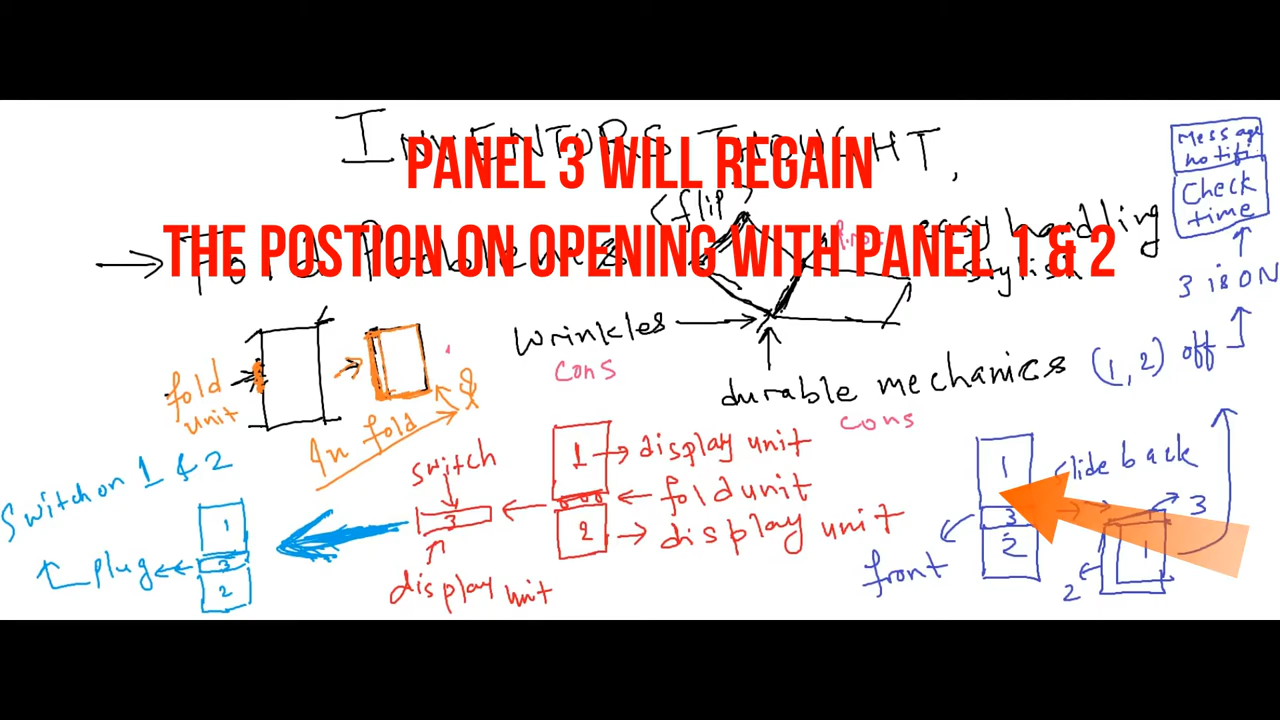 INVENTORS THOUGHT,
PANEL 3 WILL REGAIN
THE POSTION ON OPENING WITH PANEL 1 & 2
<flip>
easy handling
stylish
Message
notifi
Check
time
3 is ON
(1, 2) off
wrinkles
cons
durable mechanics
cons
fold
unit
In fold
&
Switch on 1 & 2
1
3
2
plug
switch
3
display unit
1
display unit
fold unit
2
display unit
1
3
2
front
slide back
3
1
2